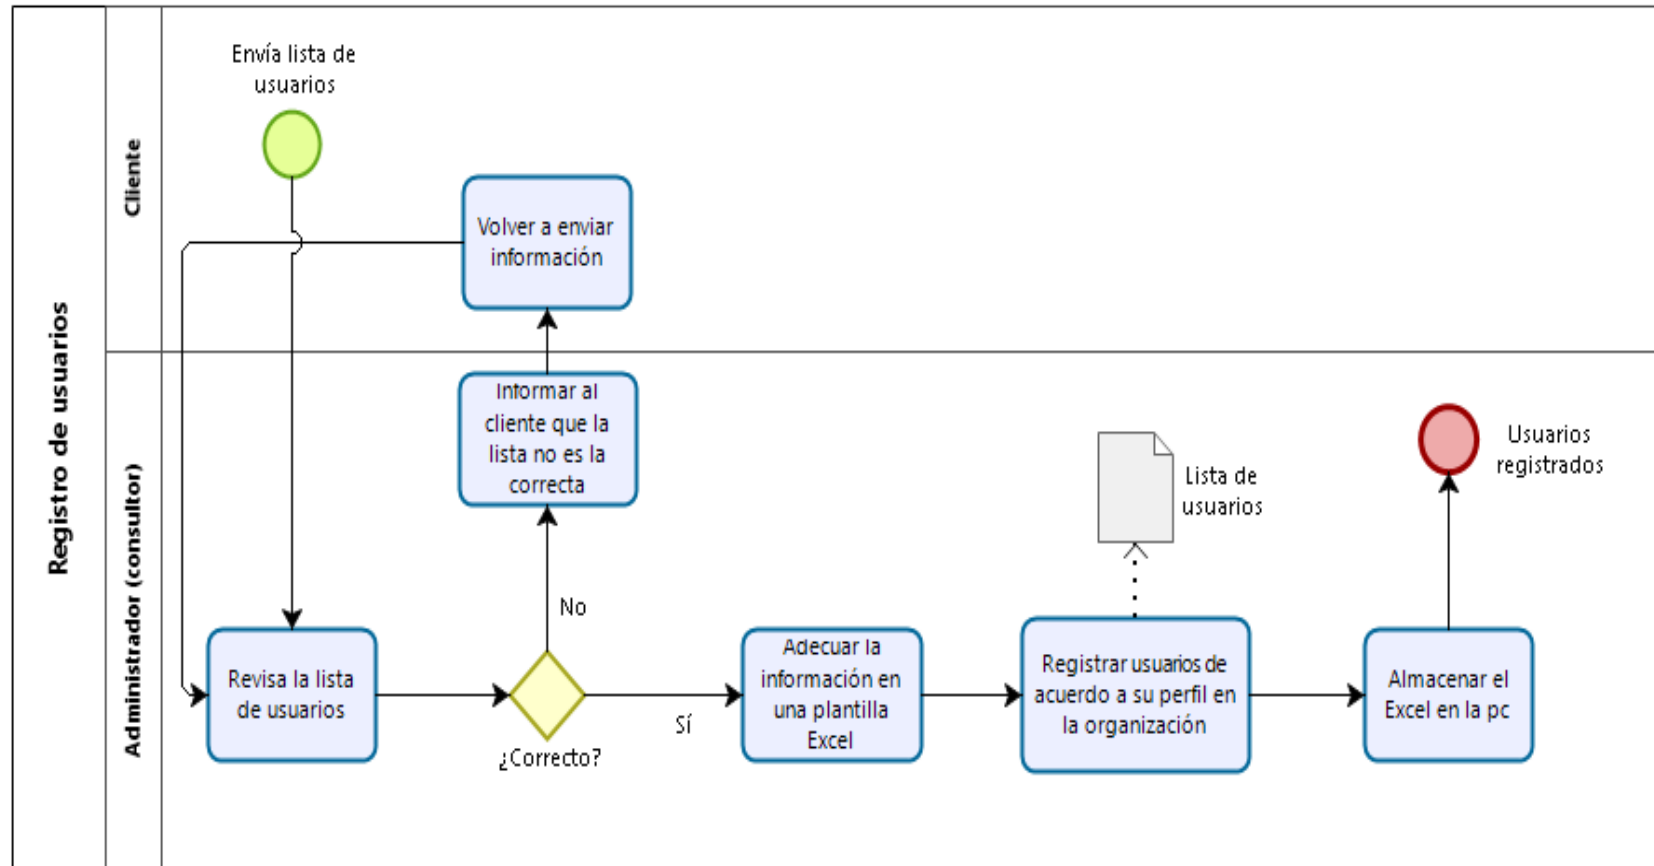 Registro de usuarios
Cliente
Envía lista de
usuarios
Volver a enviar
información
Administrador (consultor)
Informar al
cliente que la
lista no es la
correcta
No
Revisa la lista
de usuarios
¿Correcto?
Sí
Adecuar la
información en
una plantilla
Excel
Lista de
usuarios
Registrar usuarios de
acuerdo a su perfil en
la organización
Almacenar el
Excel en la pc
Usuarios
registrados